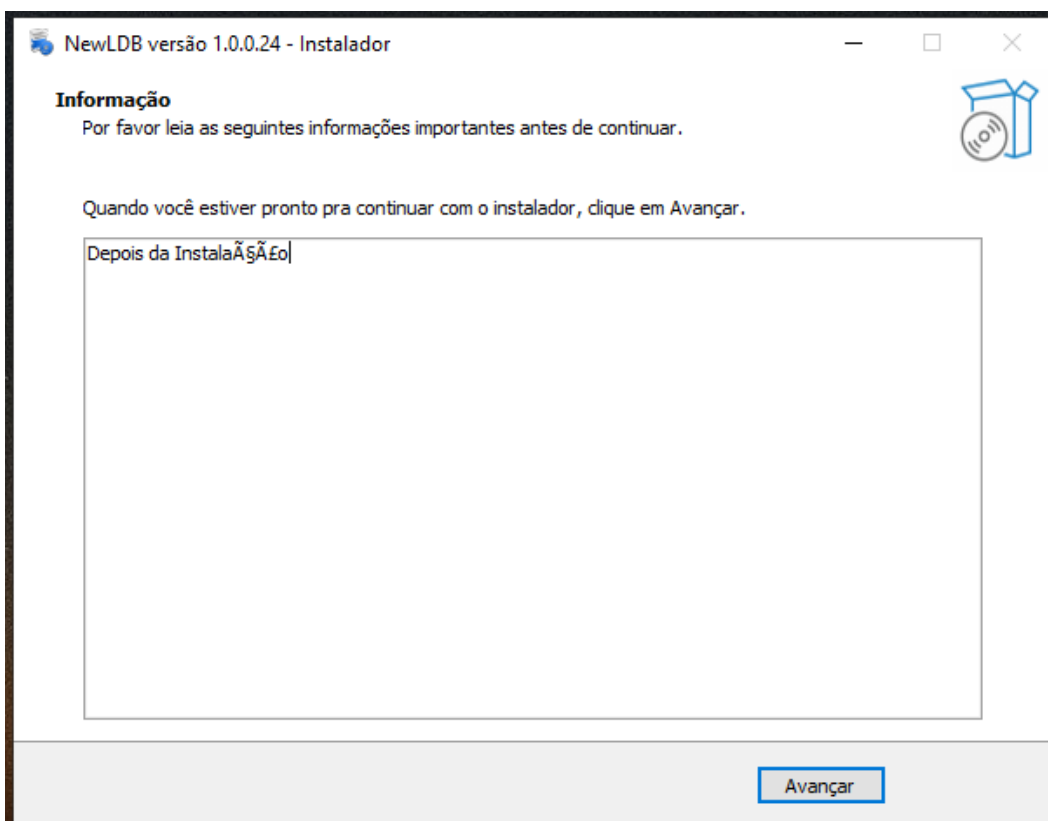 NewLDB versão 1.0.0.24 - Instalador
Informação
Por favor leia as seguintes informações importantes antes de continuar.
Quando você estiver pronto pra continuar com o instalador, clique em Avançar.
Depois da InstalaÃ§Ã£o
Avançar